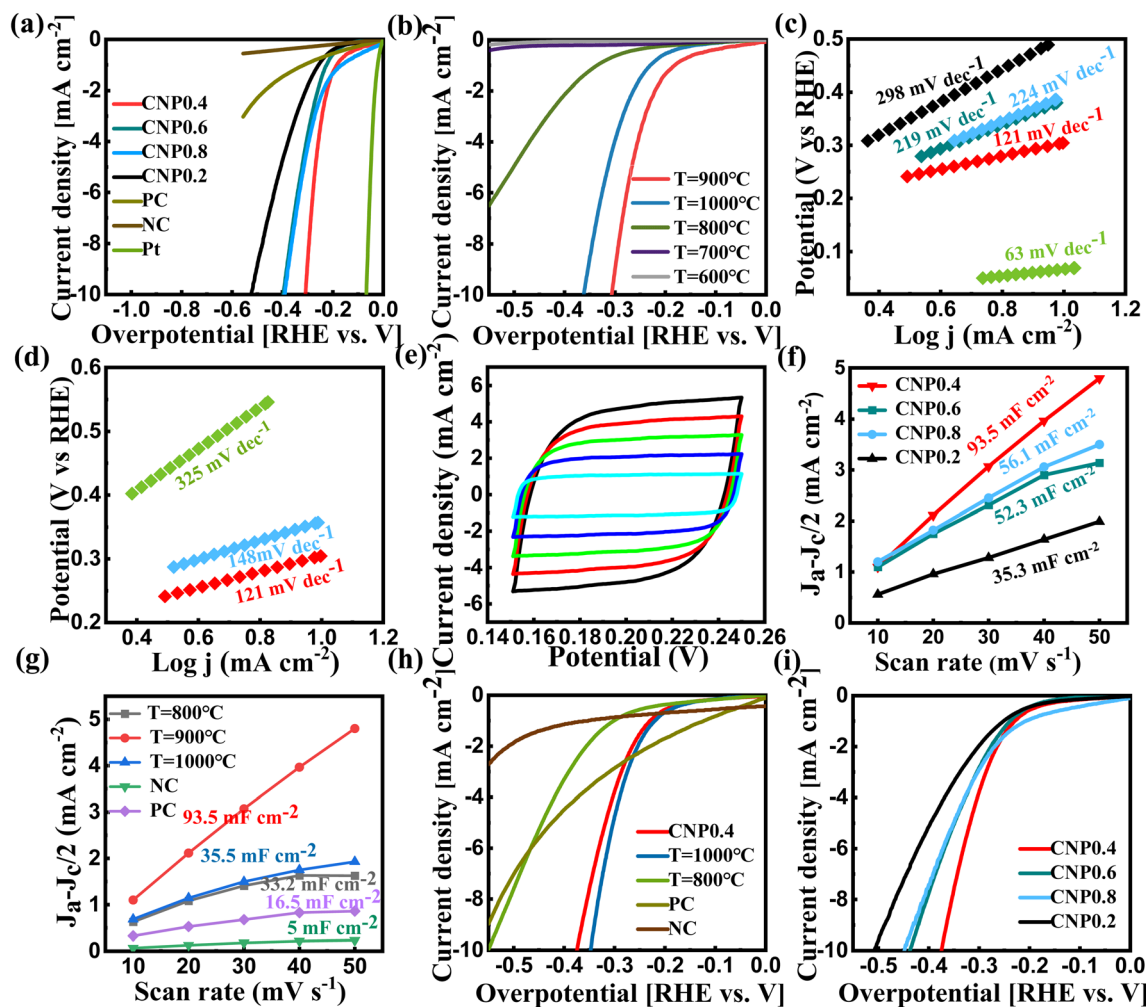 (a)
0
-2
-4
-6
-8
-10
Current density [mA cm-2]
CNP0.4
CNP0.6
CNP0.8
CNP0.2
PC
NC
Pt
-1.0 -0.8 -0.6 -0.4 -0.2 0.0
Overpotential [RHE vs. V]
(b)
0
-2
-4
-6
-8
-10
Current density [mA cm-2]
T=900°C
T=1000°C
T=800°C
T=700°C
T=600°C
-0.5 -0.4 -0.3 -0.2 -0.1 0.0
Overpotential [RHE vs. V]
(c)
0.5
0.4
0.3
0.2
0.1
Potential (V vs RHE)
298 mV dec-1
224 mV dec-1
219 mV dec-1
121 mV dec-1
63 mV dec-1
0.4 0.6 0.8 1.0 1.2
Log j (mA cm-2)
(d)
0.6
0.5
0.4
0.3
0.2
Potential (V vs RHE)
325 mV dec-1
148mV dec-1
121 mV dec-1
0.4 0.6 0.8 1.0 1.2
Log j (mA cm-2)
(e)
6
4
2
0
-2
-4
-6
Current density (mA cm-2)
0.14 0.16 0.18 0.20 0.22 0.24 0.26
Potential (V)
(f)
5
4
3
2
1
0
Ja-Jc/2 (mA cm-2)
CNP0.4
CNP0.6
CNP0.8
CNP0.2
93.5 mF cm-2
56.1 mF cm-2
52.3 mF cm-2
35.3 mF cm-2
10 20 30 40 50
Scan rate (mV s-1)
(g)
5
4
3
2
1
0
Ja-Jc/2 (mA cm-2)
T=800°C
T=900°C
T=1000°C
NC
PC
93.5 mF cm-2
35.5 mF cm-2
33.2 mF cm-2
16.5 mF cm-2
5 mF cm-2
10 20 30 40 50
Scan rate (mV s-1)
(h)
0
-2
-4
-6
-8
-10
Current density [mA cm-2]
CNP0.4
T=1000°C
T=800°C
PC
NC
-0.5 -0.4 -0.3 -0.2 -0.1 0.0
Overpotential [RHE vs. V]
(i)
0
-2
-4
-6
-8
-10
Current density [mA cm-2]
CNP0.4
CNP0.6
CNP0.8
CNP0.2
-0.5 -0.4 -0.3 -0.2 -0.1 0.0
Overpotential [RHE vs. V]